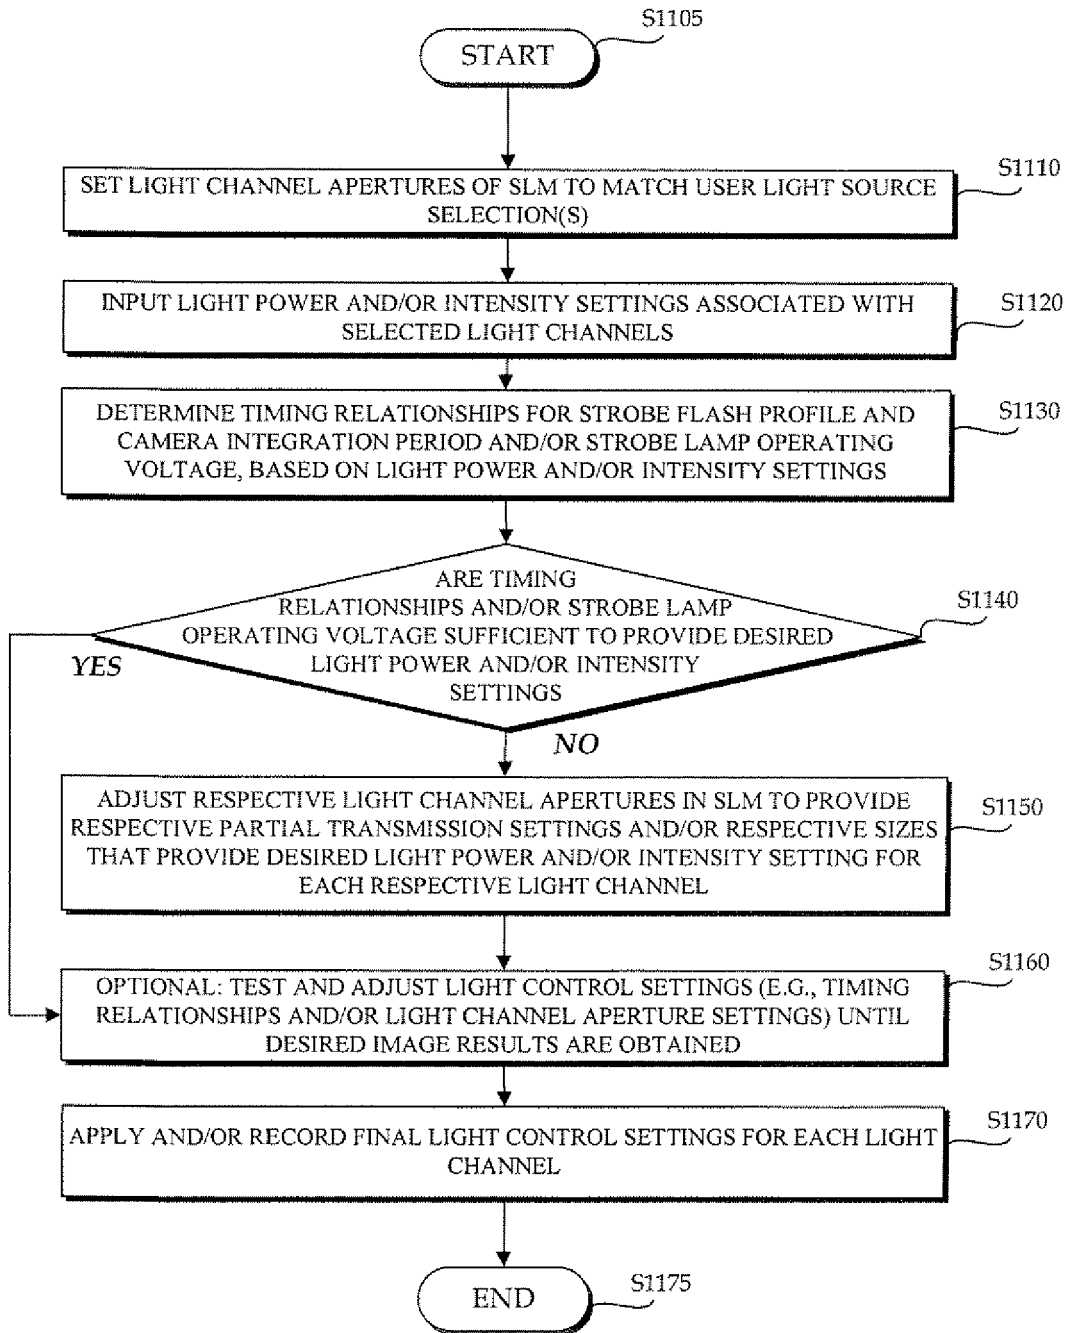 S1105
START
S1110
SET LIGHT CHANNEL APERTURES OF SLM TO MATCH USER LIGHT SOURCE
SELECTION(S)
S1120
INPUT LIGHT POWER AND/OR INTENSITY SETTINGS ASSOCIATED WITH
SELECTED LIGHT CHANNELS
S1130
DETERMINE TIMING RELATIONSHIPS FOR STROBE FLASH PROFILE AND
CAMERA INTEGRATION PERIOD AND/OR STROBE LAMP OPERATING
VOLTAGE, BASED ON LIGHT POWER AND/OR INTENSITY SETTINGS
S1140
ARE TIMING
RELATIONSHIPS AND/OR STROBE LAMP
OPERATING VOLTAGE SUFFICIENT TO PROVIDE DESIRED
LIGHT POWER AND/OR INTENSITY
SETTINGS
YES
NO
S1150
ADJUST RESPECTIVE LIGHT CHANNEL APERTURES IN SLM TO PROVIDE
RESPECTIVE PARTIAL TRANSMISSION SETTINGS AND/OR RESPECTIVE SIZES
THAT PROVIDE DESIRED LIGHT POWER AND/OR INTENSITY SETTING FOR
EACH RESPECTIVE LIGHT CHANNEL
S1160
OPTIONAL: TEST AND ADJUST LIGHT CONTROL SETTINGS (E.G., TIMING
RELATIONSHIPS AND/OR LIGHT CHANNEL APERTURE SETTINGS) UNTIL
DESIRED IMAGE RESULTS ARE OBTAINED
S1170
APPLY AND/OR RECORD FINAL LIGHT CONTROL SETTINGS FOR EACH LIGHT
CHANNEL
S1175
END